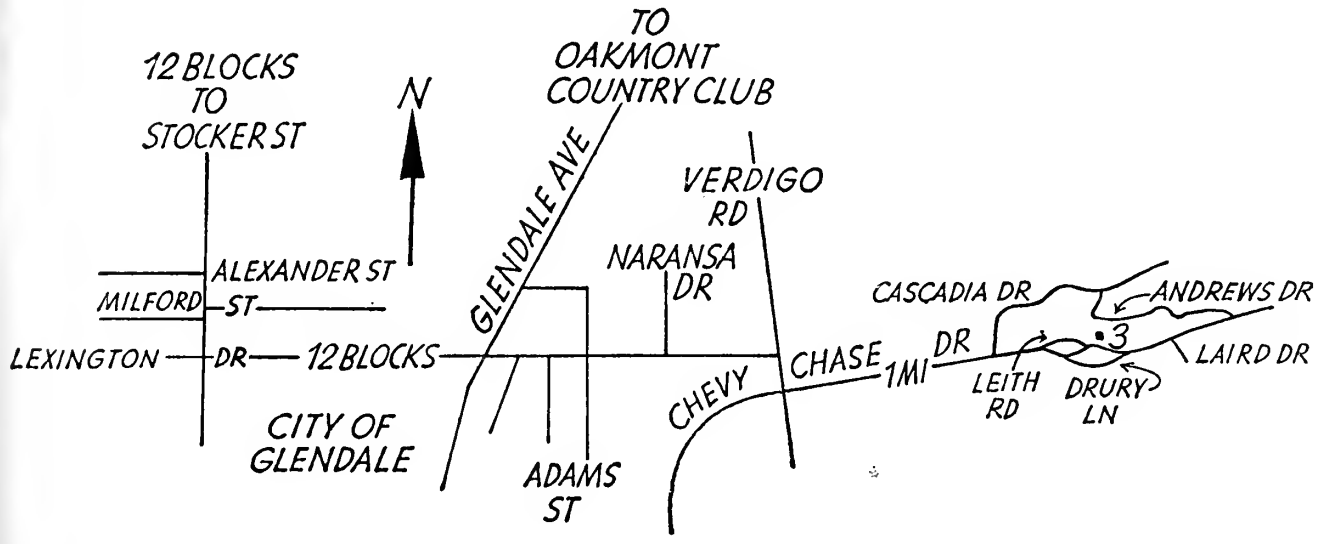 TO
OAKMONT
COUNTRY CLUB
12 BLOCKS
TO
STOCKER ST
N
GLENDALE AVE
VERDIGO
RD
NARANSA
DR
ALEXANDER ST
MILFORD ST
LEXINGTON DR 12 BLOCKS
CITY OF
GLENDALE
ADAMS
ST
CHEVY CHASE DR
1 MI
CASCADIA DR
ANDREWS DR
3
LEITH
RD
DRURY
LN
LAIRD DR